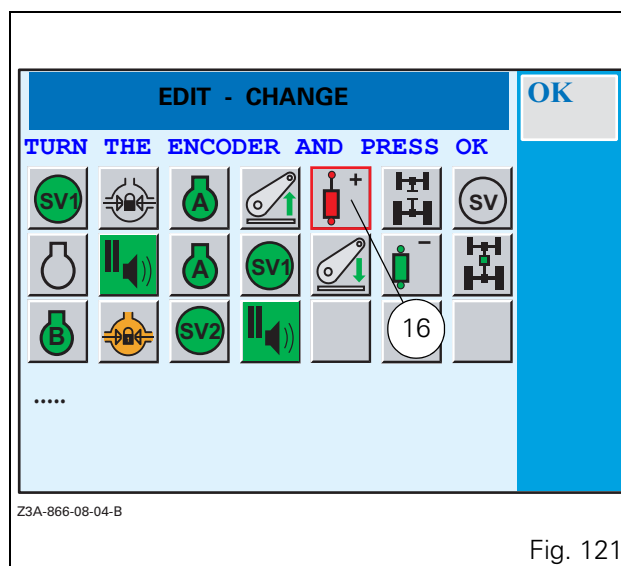 EDIT - CHANGE
OK
TURN THE ENCODER AND PRESS OK
SV1 A + SV
A SV1 -
B SV2 16
.....
Z3A-866-08-04-B
Fig. 121